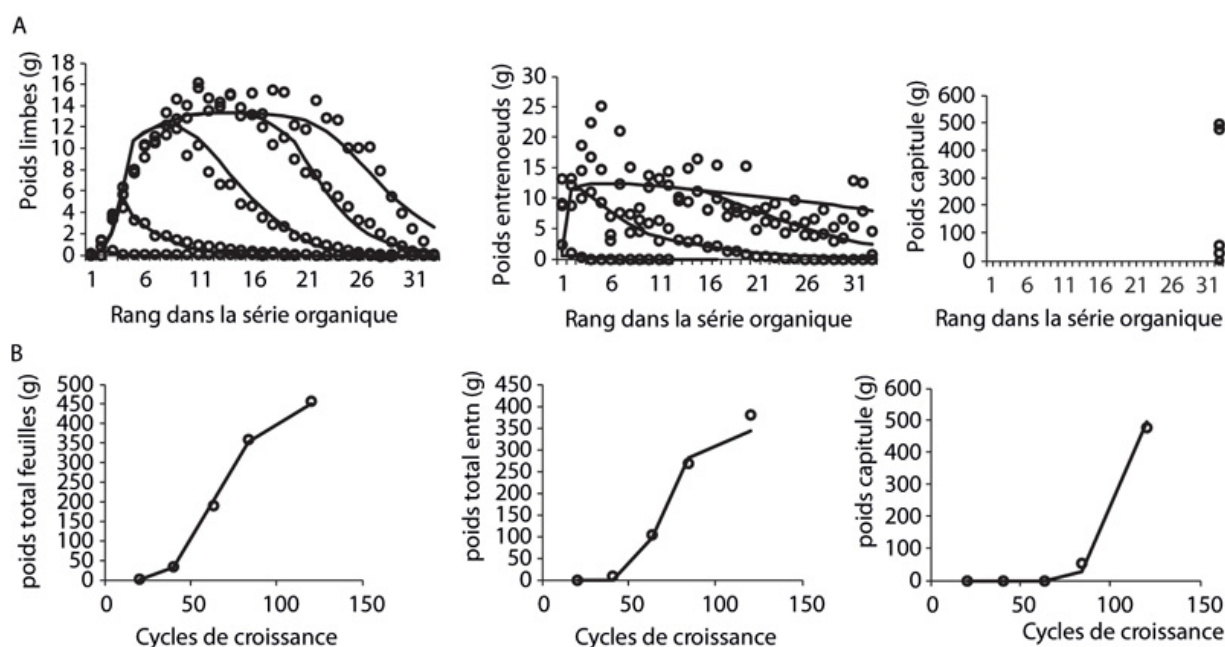 A
Poids limbes (g)
18
16
14
12
10
8
6
4
2
0
1 6 11 16 21 26 31
Rang dans la série organique
Poids entrenoeuds (g)
30
25
20
15
10
5
0
1 6 11 16 21 26 31
Rang dans la série organique
Poids capitule (g)
600
500
400
300
200
100
0
1 6 11 16 21 26 31
Rang dans la série organique
B
poids total feuilles (g)
500
450
400
350
300
250
200
150
100
50
0
0 50 100 150
Cycles de croissance
poids total entn (g)
450
400
350
300
250
200
150
100
50
0
0 50 100 150
Cycles de croissance
poids capitule (g)
600
500
400
300
200
100
0
0 50 100 150
Cycles de croissance